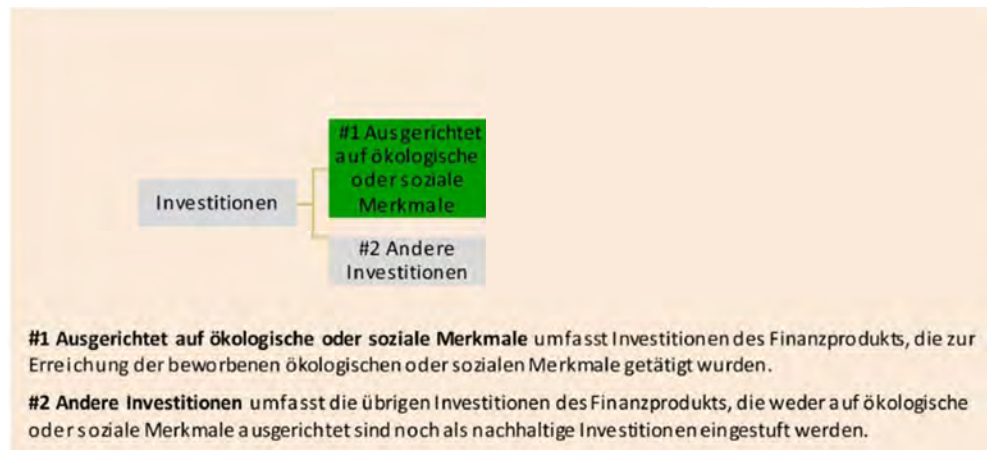 #1 Ausgerichtet
auf ökologische
oder soziale
Merkmale
Investitionen
#2 Andere
Investitionen
#1 Ausgerichtet auf ökologische oder soziale Merkmale umfasst Investitionen des Finanzprodukts, die zur
Erreichung der beworbenen ökologischen oder sozialen Merkmale getätigt wurden.
#2 Andere Investitionen umfasst die übrigen Investitionen des Finanzprodukts, die weder auf ökologische
oder soziale Merkmale ausgerichtet sind noch als nachhaltige Investitionen eingestuft werden.